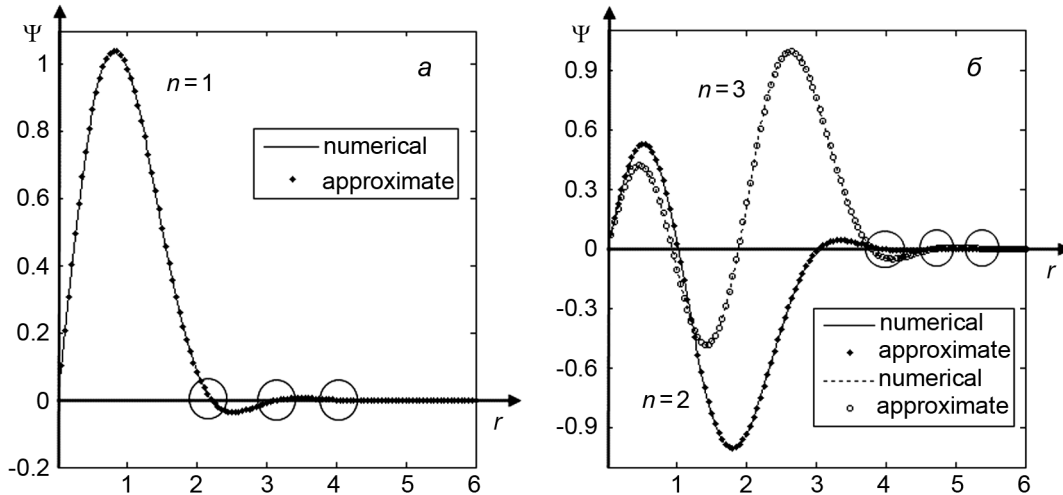 Ψ
а
n = 1
numerical
approximate
1
0.8
0.6
0.4
0.2
0
-0.2
1 2 3 4 5 6
r
Ψ
б
n = 3
numerical
approximate
numerical
approximate
n = 2
0.9
0.6
0.3
0
-0.3
-0.6
-0.9
1 2 3 4 5 6
r